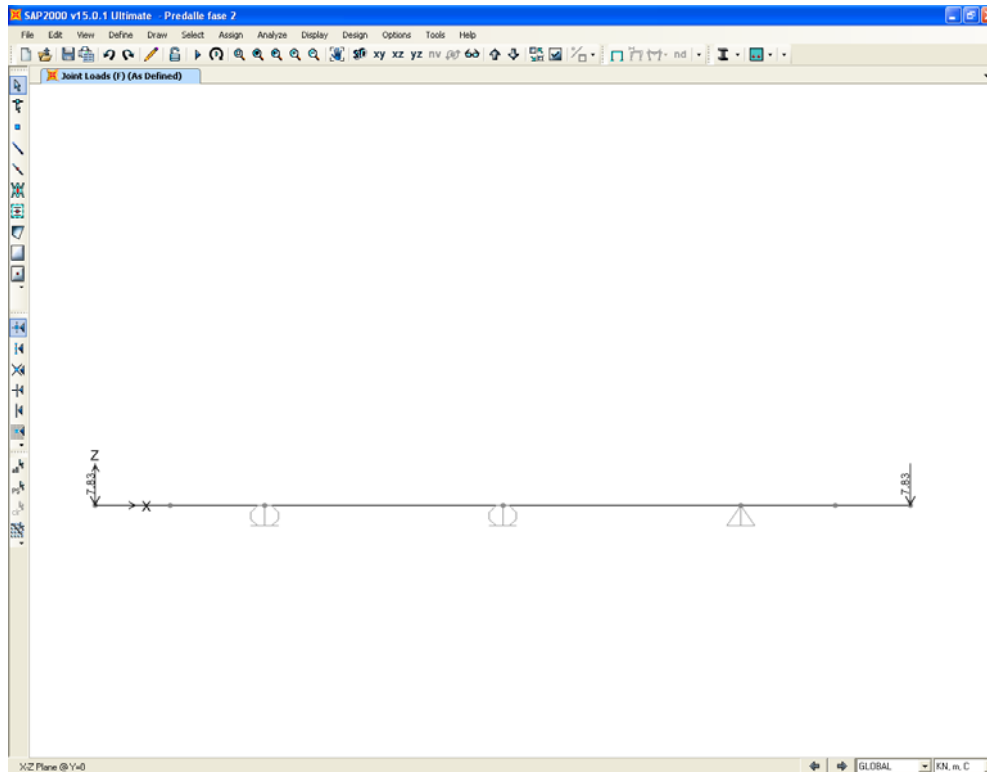 SAP2000 v15.0.1 Ultimate - Predalle fase 2
File Edit View Define Draw Select Assign Analyze Display Design Options Tools Help
xy xz yz nv nd
Joint Loads (F) (As Defined)
Z
7.83
7.83
X
X-Z Plane @ Y=0
GLOBAL
KN, m, C